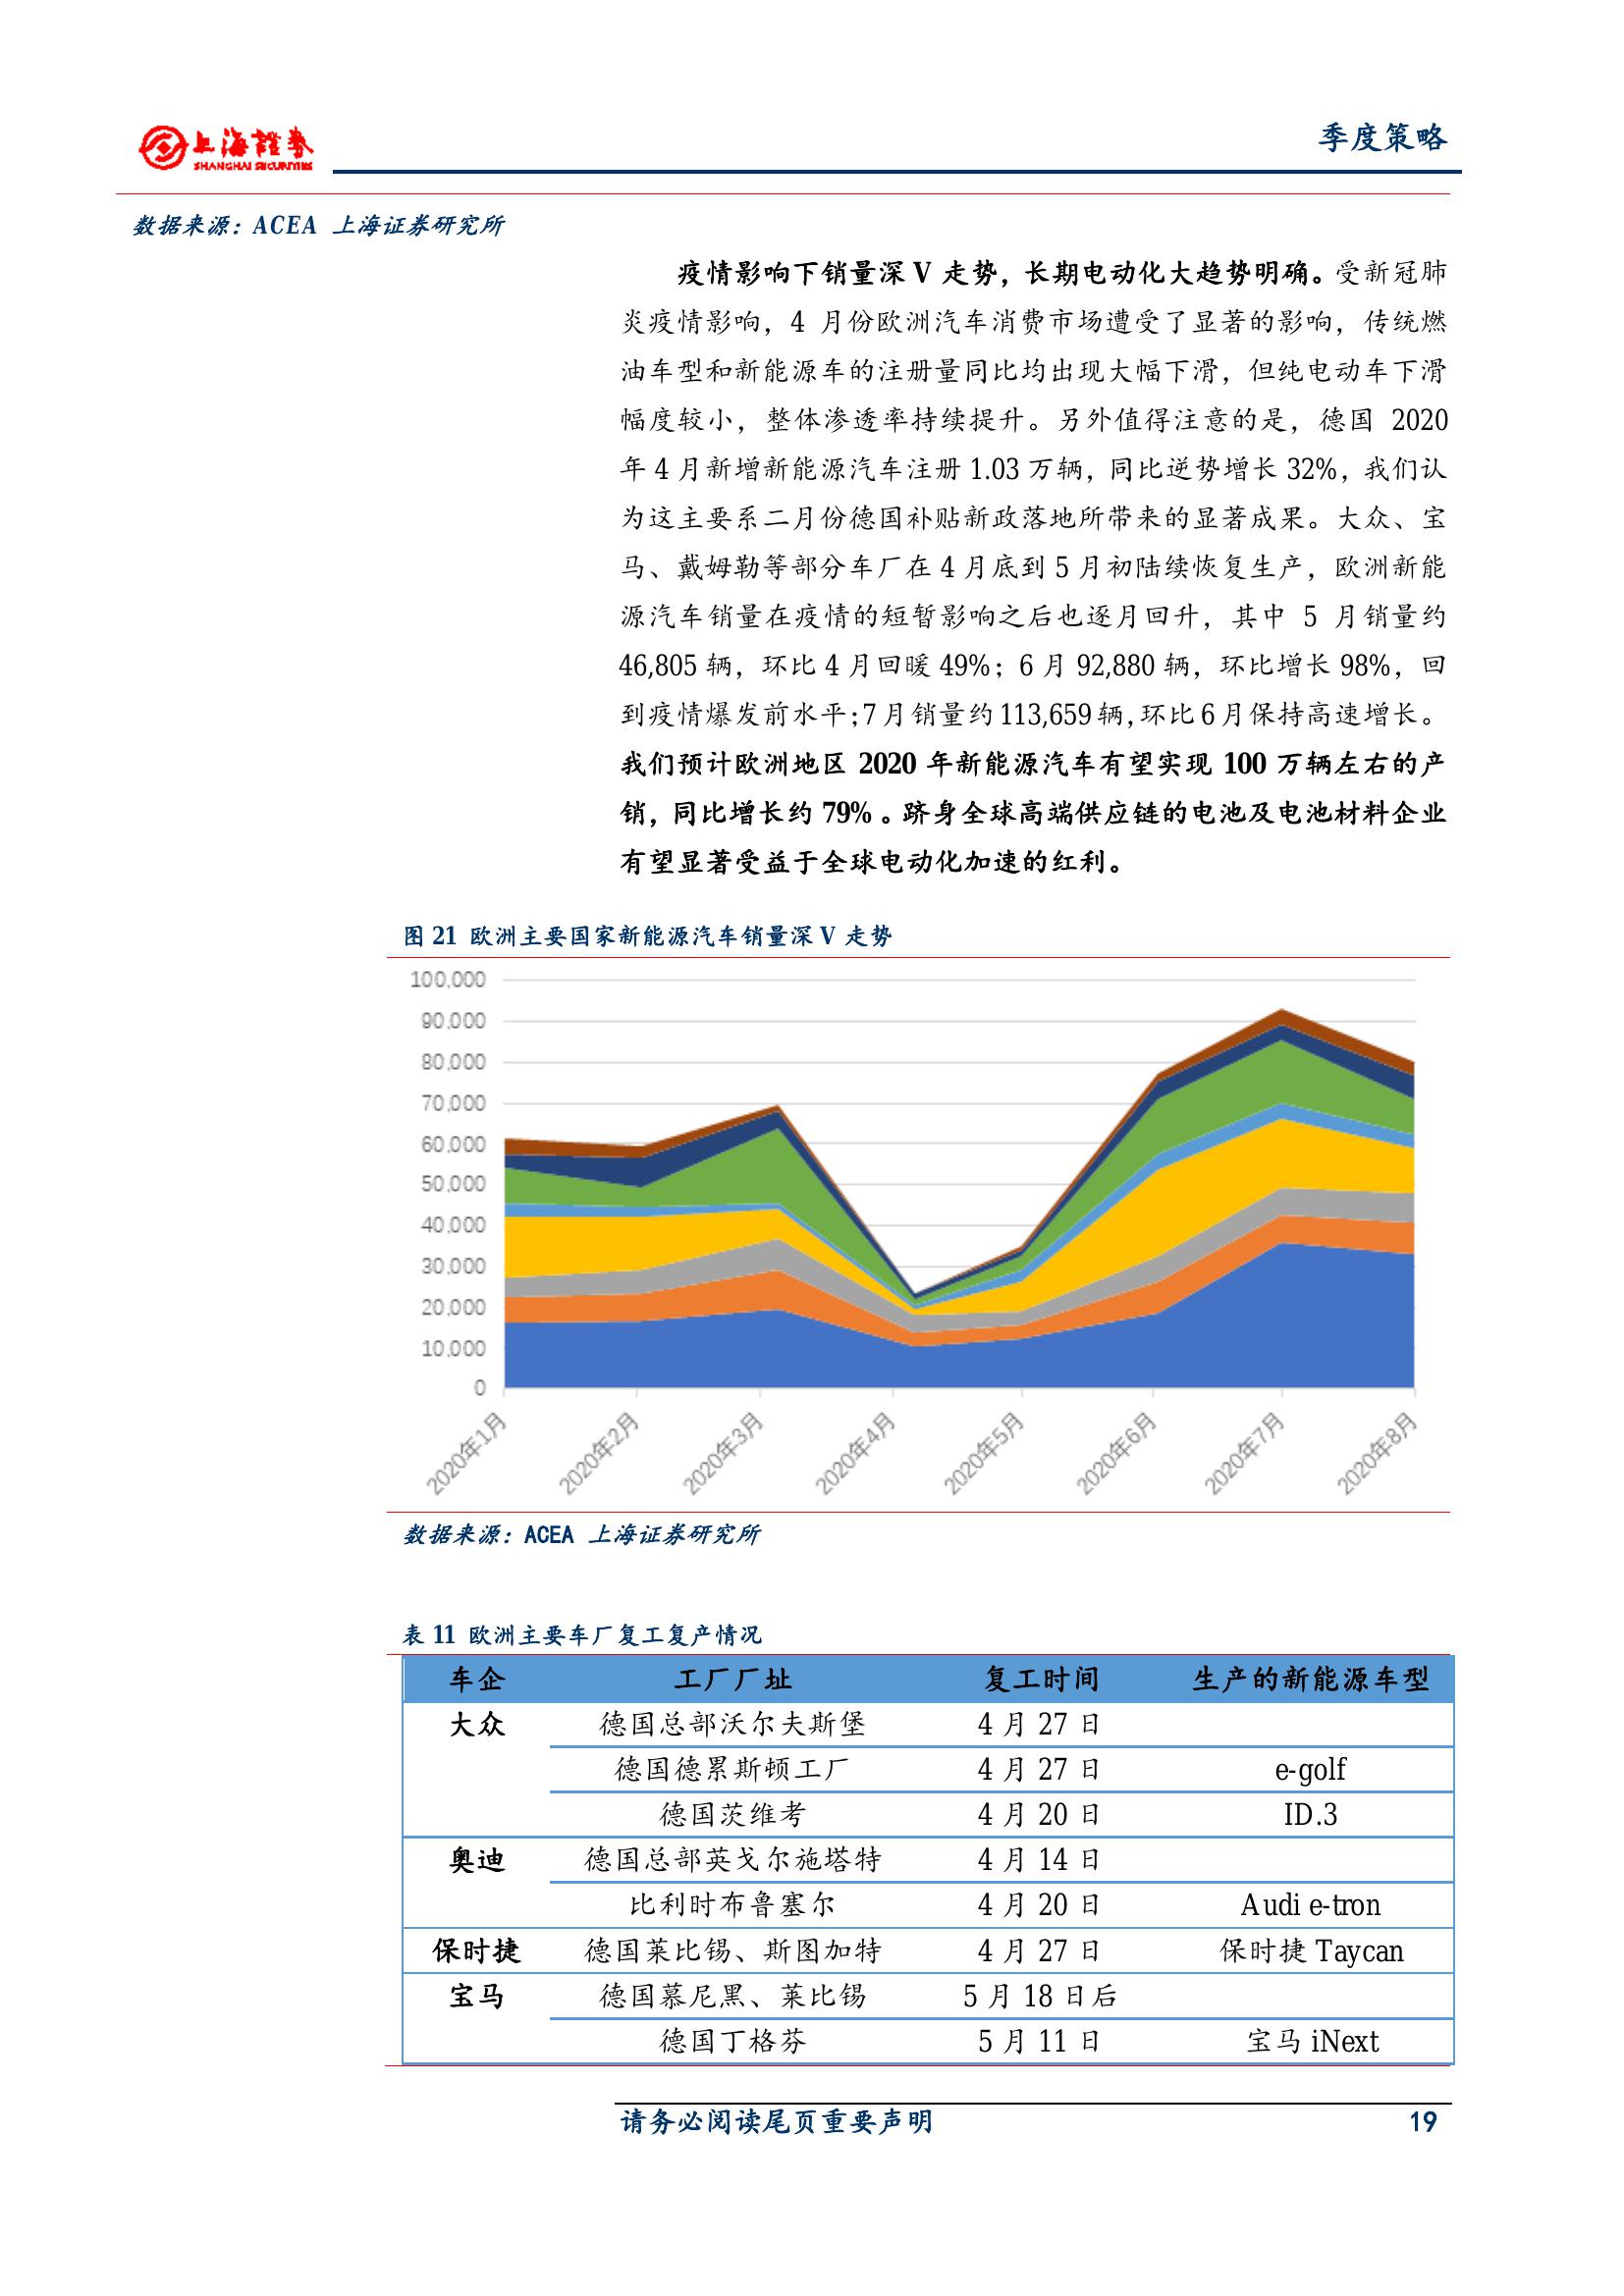 上海證券
SHANGHAI SECURITIES
季度策略
数据来源：ACEA 上海证券研究所
疫情影响下销量深 V 走势，长期电动化大趋势明确。受新冠肺
炎疫情影响，4 月份欧洲汽车消费市场遭受了显著的影响，传统燃
油车型和新能源车的注册量同比均出现大幅下滑，但纯电动车下滑
幅度较小，整体渗透率持续提升。另外值得注意的是，德国 2020
年 4 月新增新能源汽车注册 1.03 万辆，同比逆势增长 32%，我们认
为这主要系二月份德国补贴新政落地所带来的显著成果。大众、宝
马、戴姆勒等部分车厂在 4 月底到 5 月初陆续恢复生产，欧洲新能
源汽车销量在疫情的短暂影响之后也逐月回升，其中 5 月销量约
46,805 辆，环比 4 月回暖 49%；6 月 92,880 辆，环比增长 98%，回
到疫情爆发前水平；7 月销量约 113,659 辆，环比 6 月保持高速增长。
我们预计欧洲地区 2020 年新能源汽车有望实现 100 万辆左右的产
销，同比增长约 79%。跻身全球高端供应链的电池及电池材料企业
有望显著受益于全球电动化加速的红利。
图 21 欧洲主要国家新能源汽车销量深 V 走势
100,000
90,000
80,000
70,000
60,000
50,000
40,000
30,000
20,000
10,000
0
2020年1月 2020年2月 2020年3月 2020年4月 2020年5月 2020年6月 2020年7月 2020年8月
数据来源：ACEA 上海证券研究所
表 11 欧洲主要车厂复工复产情况
车企 工厂厂址 复工时间 生产的新能源车型
大众 德国总部沃尔夫斯堡 4 月 27 日
德国德累斯顿工厂 4 月 27 日 e-golf
德国茨维考 4 月 20 日 ID.3
奥迪 德国总部英戈尔施塔特 4 月 14 日
比利时布鲁塞尔 4 月 20 日 Audi e-tron
保时捷 德国莱比锡、斯图加特 4 月 27 日 保时捷 Taycan
宝马 德国慕尼黑、莱比锡 5 月 18 日后
德国丁格芬 5 月 11 日 宝马 iNext
请务必阅读尾页重要声明 19